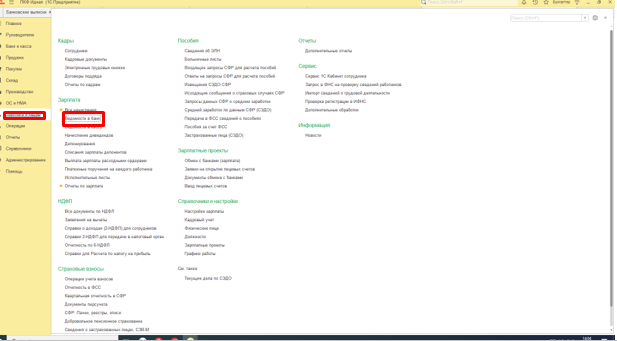 ПКФ Идеал (1С:Предприятие)
Банковские выписки ×
Главное
Руководителю
Банк и касса
Продажи
Покупки
Склад
Производство
ОС и НМА
Зарплата и кадры
Операции
Отчеты
Справочники
Администрирование
Помощь
Кадры
Сотрудники
Кадровые документы
Электронные трудовые книжки
Договоры подряда
Отчеты по кадрам
Зарплата
Все начисления
Ведомости в банк
Ведомости в кассу
Начисления дивидендов
Депонирования
Списания зарплаты депонентов
Выплата зарплаты расходными ордерами
Платежные поручения на каждого работника
Исполнительные листы
Отчеты по зарплате
НДФЛ
Все документы по НДФЛ
Заявления на вычеты
Справки о доходах (2-НДФЛ) для сотрудников
Справки 2-НДФЛ для передачи в налоговый орган
Отчетность по 6-НДФЛ
Справки для Расчета по налогу на прибыль
Страховые взносы
Операции учета взносов
Отчетность в ФСС
Квартальная отчетность в СФР
Документы персучета
СФР. Пачки, реестры, описи
Добровольное пенсионное страхование
Сведения о застрахованных лицах, СЗВ-М
Пособия
Сведения об ЭЛН
Больничные листы
Входящие запросы СФР для расчета пособий
Ответы на запросы СФР для расчета пособий
Извещения СЭДО СФР
Исходящие сообщения о страховых случаях СФР
Запросы данных СФР о среднем заработке
Средний заработок по данным СФР (СЭДО)
Передача в ФСС сведений о пособиях
Пособия за счет ФСС
Застрахованные лица (СЭДО)
Зарплатные проекты
Обмен с банками (зарплата)
Заявки на открытие лицевых счетов
Документы обмена с банками
Ввод лицевых счетов
Справочники и настройки
Настройки зарплаты
Кадровый учет
Физические лица
Должности
Зарплатные проекты
Графики работы
См. также
Текущие дела по СЭДО
Отчеты
Дополнительные отчеты
Сервис
Сервис 1С:Кабинет сотрудника
Запрос в ФНС на проверку сведений работников
Импорт сведений о трудовой деятельности
Проверка регистрации в ИФНС
Дополнительные обработки
Информация
Новости